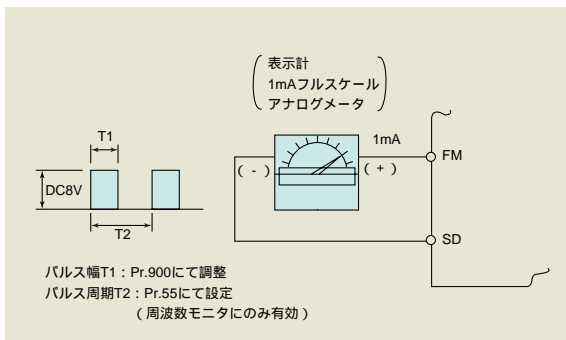 表示計
1mAフルスケール
アナログメータ
T1
1mA
FM
( - )
( + )
DC8V
T2
SD
パルス幅T1：Pr.900にて調整
パルス周期T2：Pr.55にて設定
( 周波数モニタにのみ有効 )